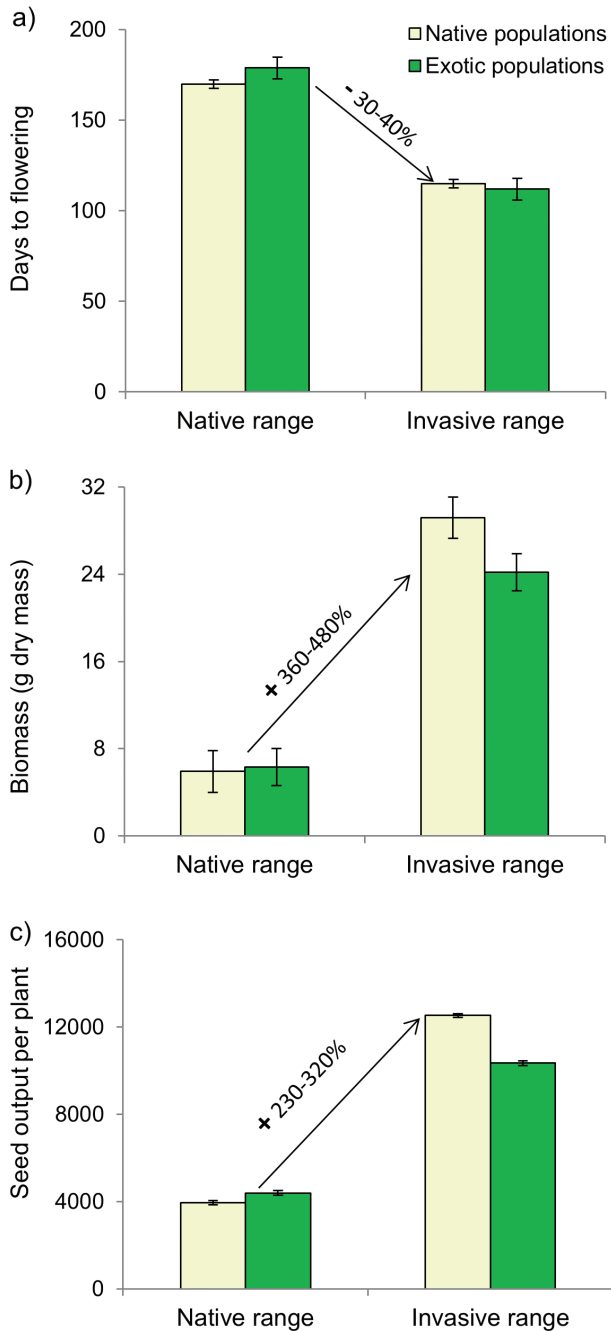 a)
Native populations
Exotic populations
Days to flowering
200
150
100
50
0
- 30-40%
Native range
Invasive range
b)
Biomass (g dry mass)
32
24
16
8
0
+ 360-480%
Native range
Invasive range
c)
Seed output per plant
16000
12000
8000
4000
0
+ 230-320%
Native range
Invasive range